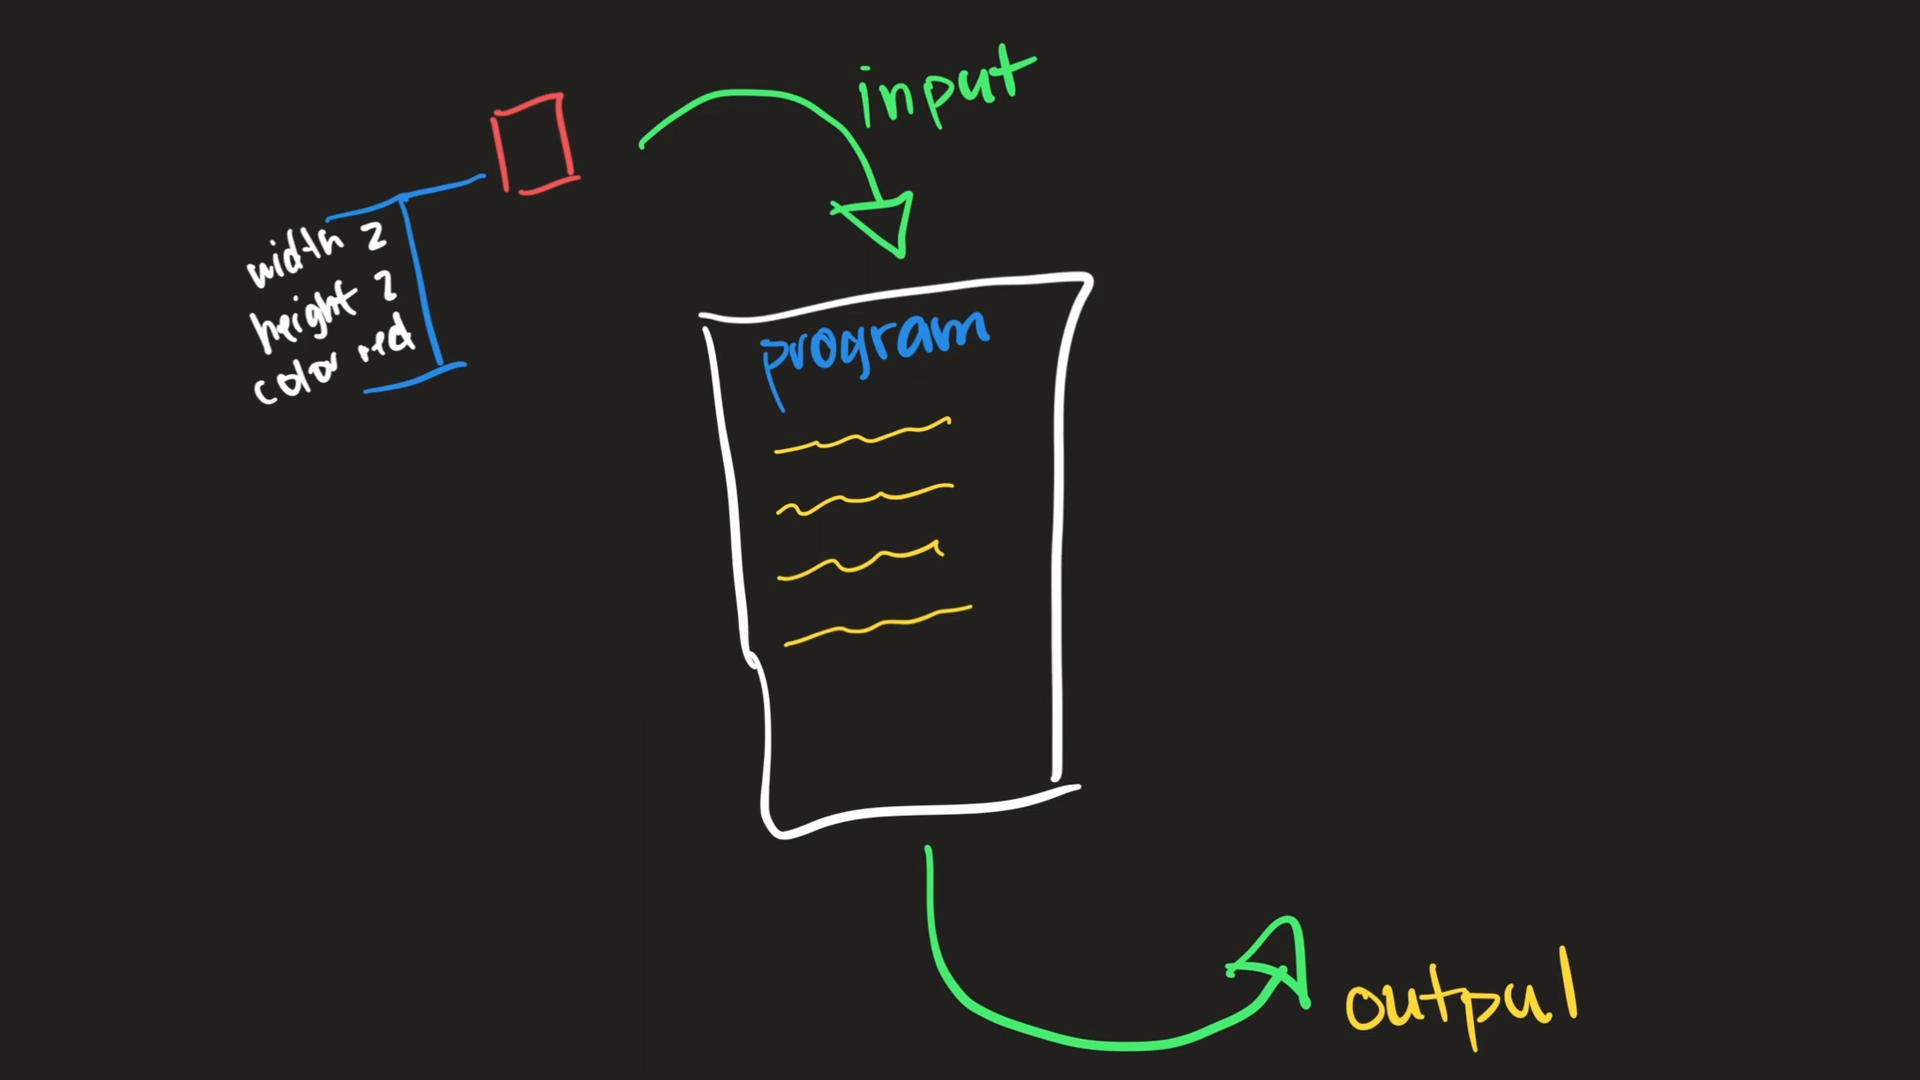 input
width 2
height 2
color red
program
outpul